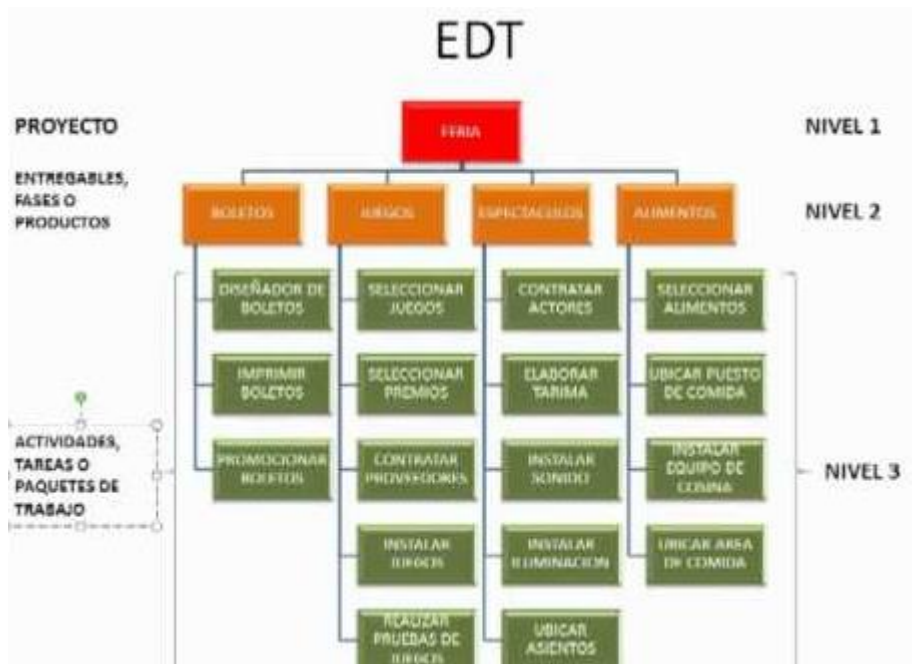 EDT
PROYECTO
FERIA
NIVEL 1
ENTREGABLES,
FASES O
PRODUCTOS
BOLETOS
JUEGOS
ESPECTACULOS
ALIMENTOS
NIVEL 2
DISEÑADOR DE
BOLETOS
SELECCIONAR
JUEGOS
CONTRATAR
ACTORES
SELECCIONAR
ALIMENTOS
IMPRIMIR
BOLETOS
SELECCIONAR
PREMIOS
ELABORAR
TARIMA
UBICAR PUESTO
DE COMIDA
ACTIVIDADES,
TAREAS O
PAQUETES DE
TRABAJO
PROMOCIONAR
BOLETOS
CONTRATAR
PROVEEDORES
INSTALAR
SONIDO
INSTALAR
EQUIPO DE
COSINA
NIVEL 3
INSTALAR
JUEGOS
INSTALAR
ILUMINACION
UBICAR AREA
DE COMIDA
REALIZAR
PRUEBAS DE
JUEGOS
UBICAR
ASIENTOS